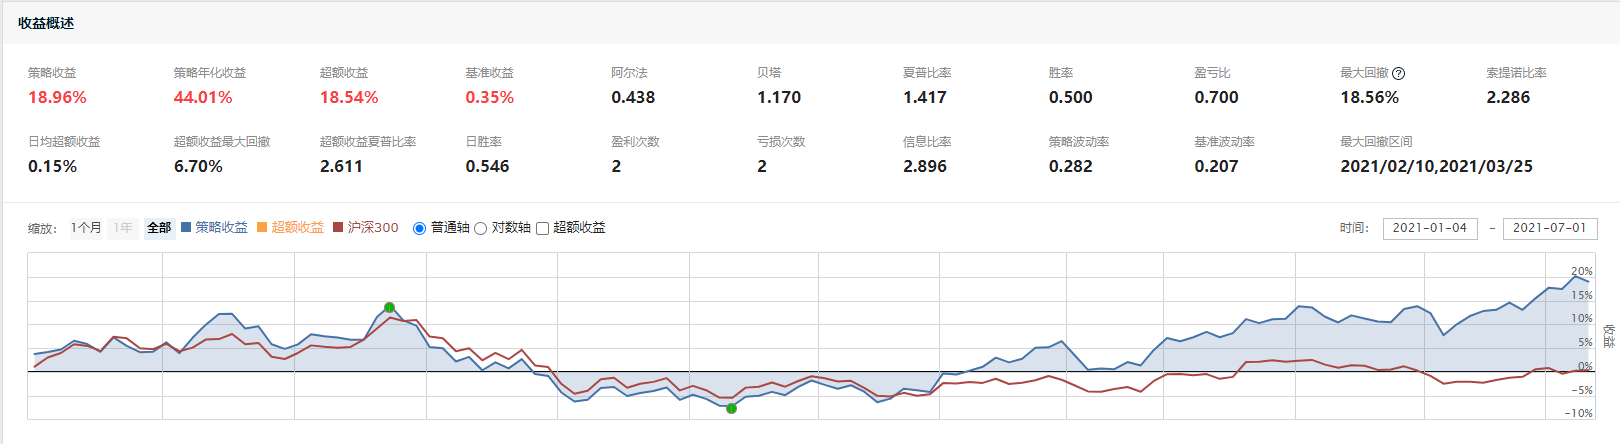 收益概述
策略收益 策略年化收益 超额收益 基准收益 阿尔法 贝塔 夏普比率 胜率 盈亏比 最大回撤 ? 索提诺比率
18.96% 44.01% 18.54% 0.35% 0.438 1.170 1.417 0.500 0.700 18.56% 2.286
日均超额收益 超额收益最大回撤 超额收益夏普比率 日胜率 盈利次数 亏损次数 信息比率 策略波动率 基准波动率 最大回撤区间
0.15% 6.70% 2.611 0.546 2 2 2.896 0.282 0.207 2021/02/10,2021/03/25
缩放： 1个月 1年 全部 策略收益 超额收益 沪深300 普通轴 对数轴 超额收益 时间： 2021-01-04 - 2021-07-01
20%
15%
10%
5%
0%
-5%
-10%
收益